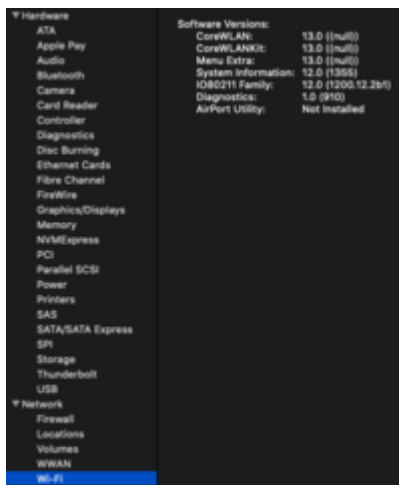 Hardware
ATA
Apple Pay
Audio
Bluetooth
Camera
Card Reader
Controller
Diagnostics
Disc Burning
Ethernet Cards
Fibre Channel
FireWire
Graphics/Displays
Memory
NVMExpress
PCI
Parallel SCSI
Power
Printers
SAS
SATA/SATA Express
SPI
Storage
Thunderbolt
USB
Network
Firewall
Locations
Volumes
WWAN
Wi-Fi
Software Versions:
CoreWLAN: 13.0 ((null))
CoreWLANKit: 13.0 ((null))
Menu Extra: 13.0 ((null))
System Information: 12.0 (1355)
IO80211 Family: 12.0 (1200.12.2b1)
Diagnostics: 1.0 (910)
AirPort Utility: Not Installed